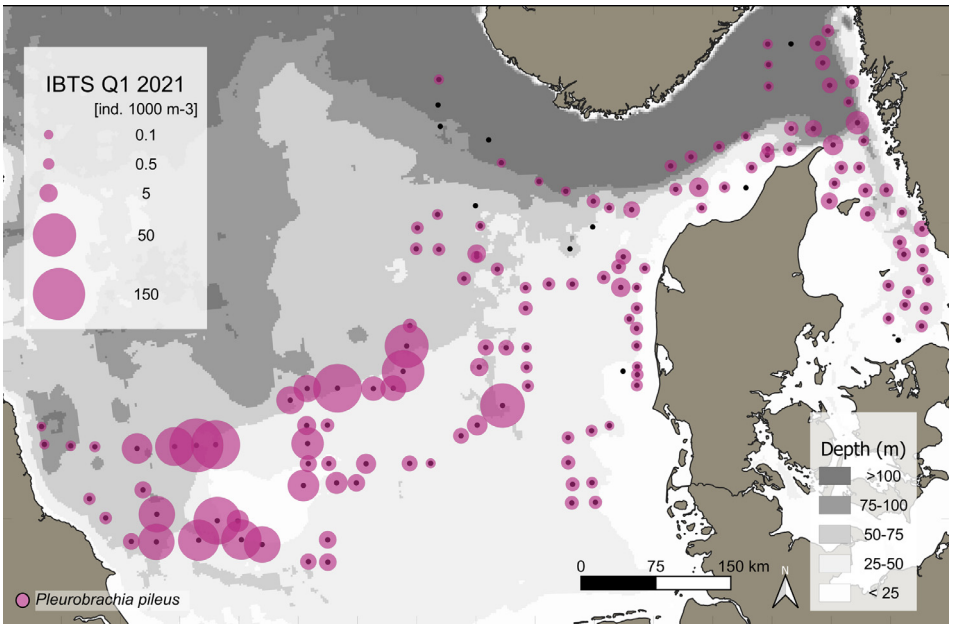 IBTS Q1 2021
[ind. 1000 m-3]
0.1
0.5
5
50
150
Pleurobrachia pileus
0 75 150 km
N
Depth (m)
>100
75-100
50-75
25-50
< 25